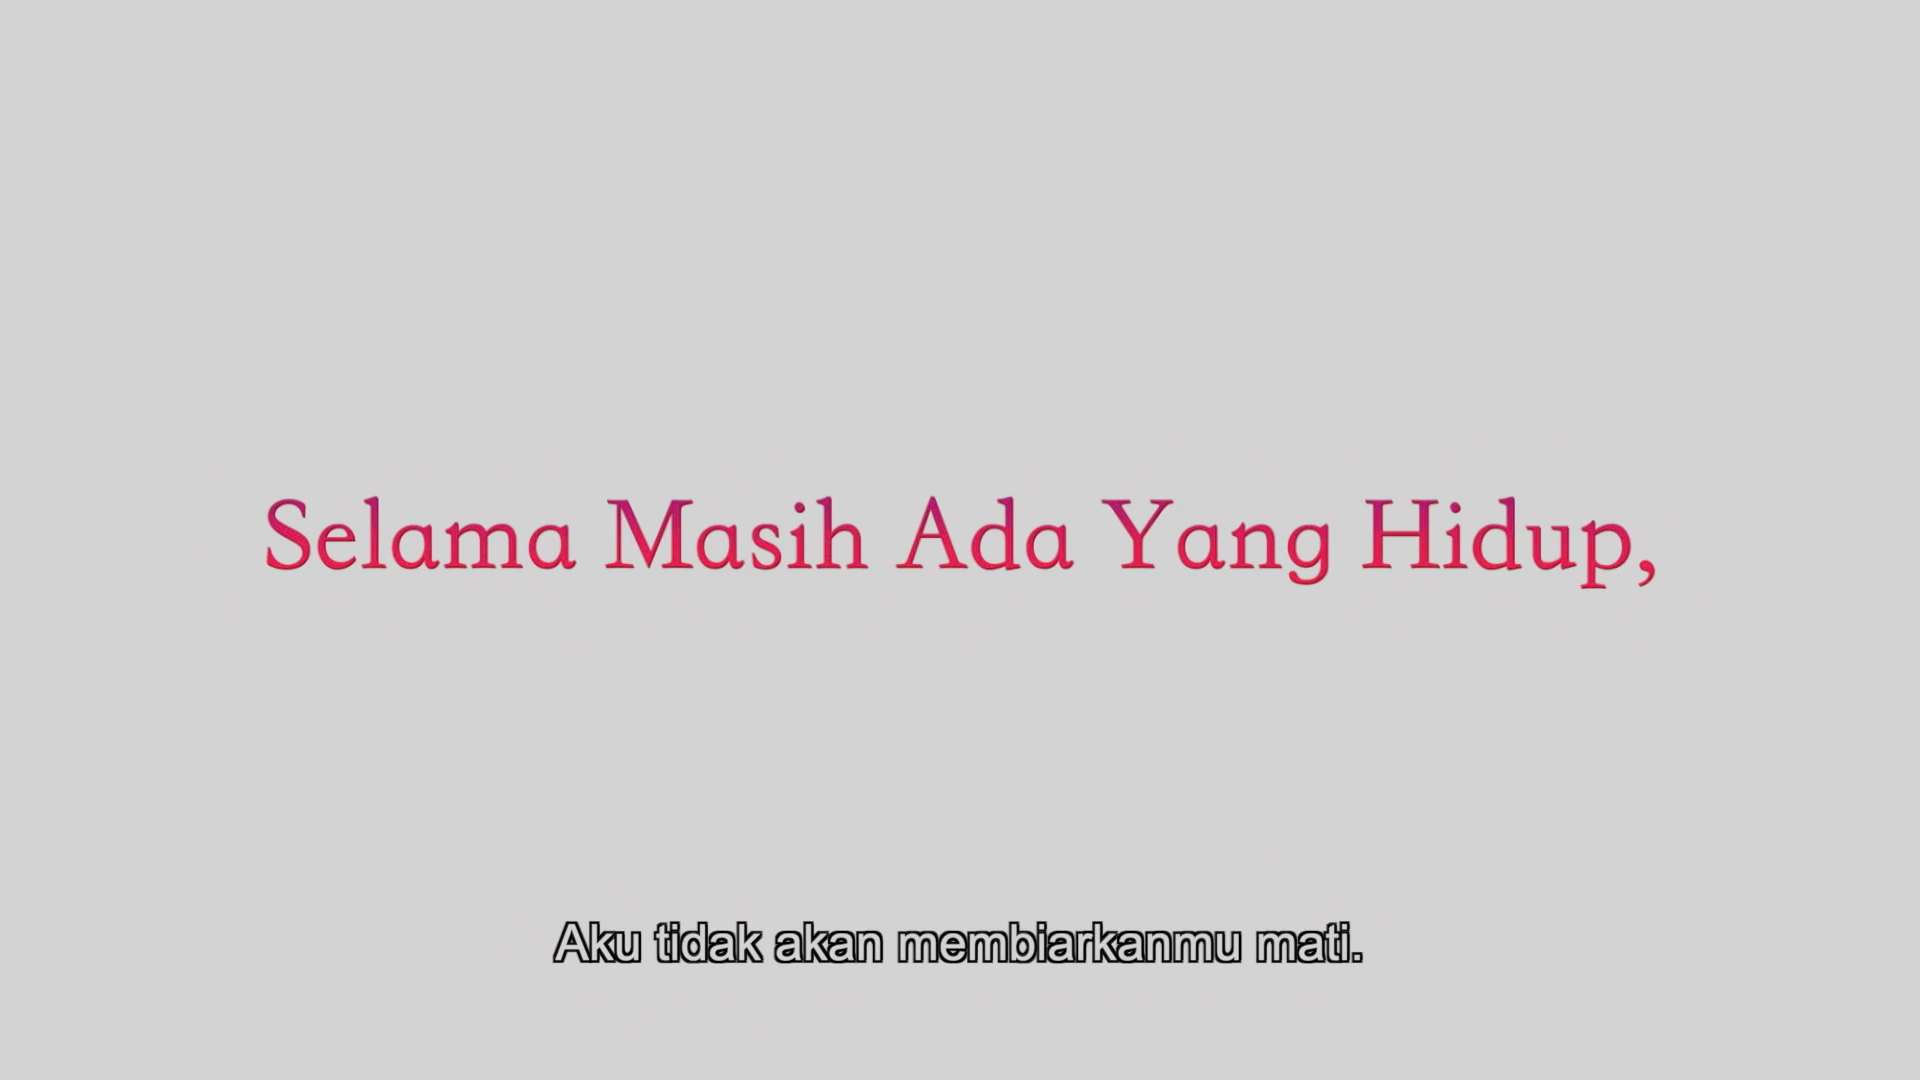 Selama Masih Ada Yang Hidup,
Aku tidak akan membiarkanmu mati.